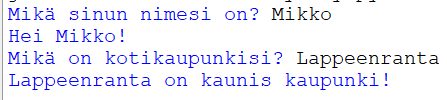 Mikä sinun nimesi on? Mikko
Hei Mikko!
Mikä on kotikaupunkisi? Lappeenranta
Lappeenranta on kaunis kaupunki!